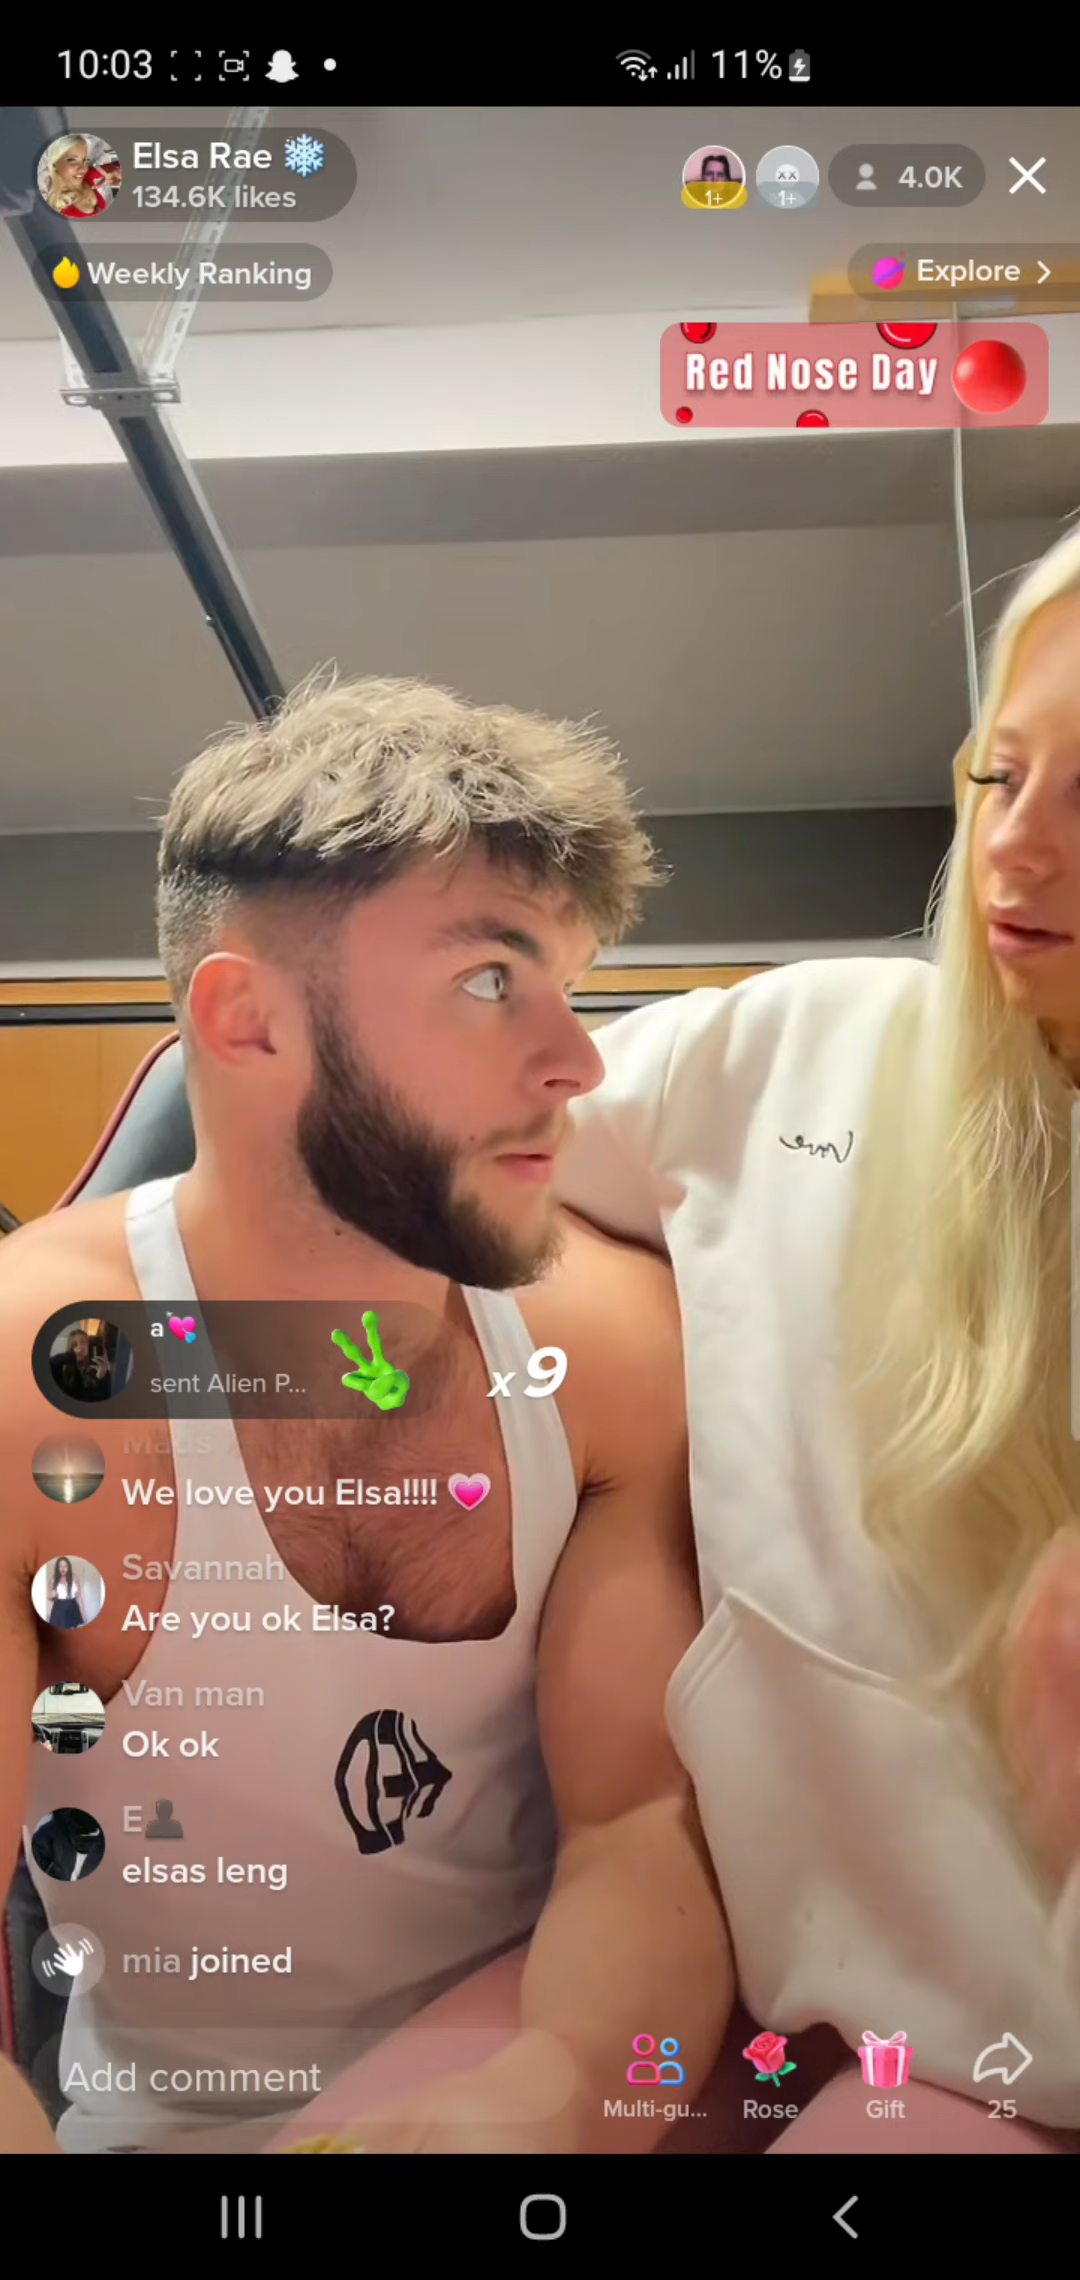 10:03
11%
Elsa Rae ❄️
134.6K likes
1+
1+
4.0K
Weekly Ranking
Explore >
Red Nose Day
a💘
sent Alien P...
x9
Mads
We love you Elsa!!!! 💗
Savannah
Are you ok Elsa?
Van man
Ok ok
E👤
elsas leng
mia joined
Add comment
Multi-gu...
Rose
Gift
25